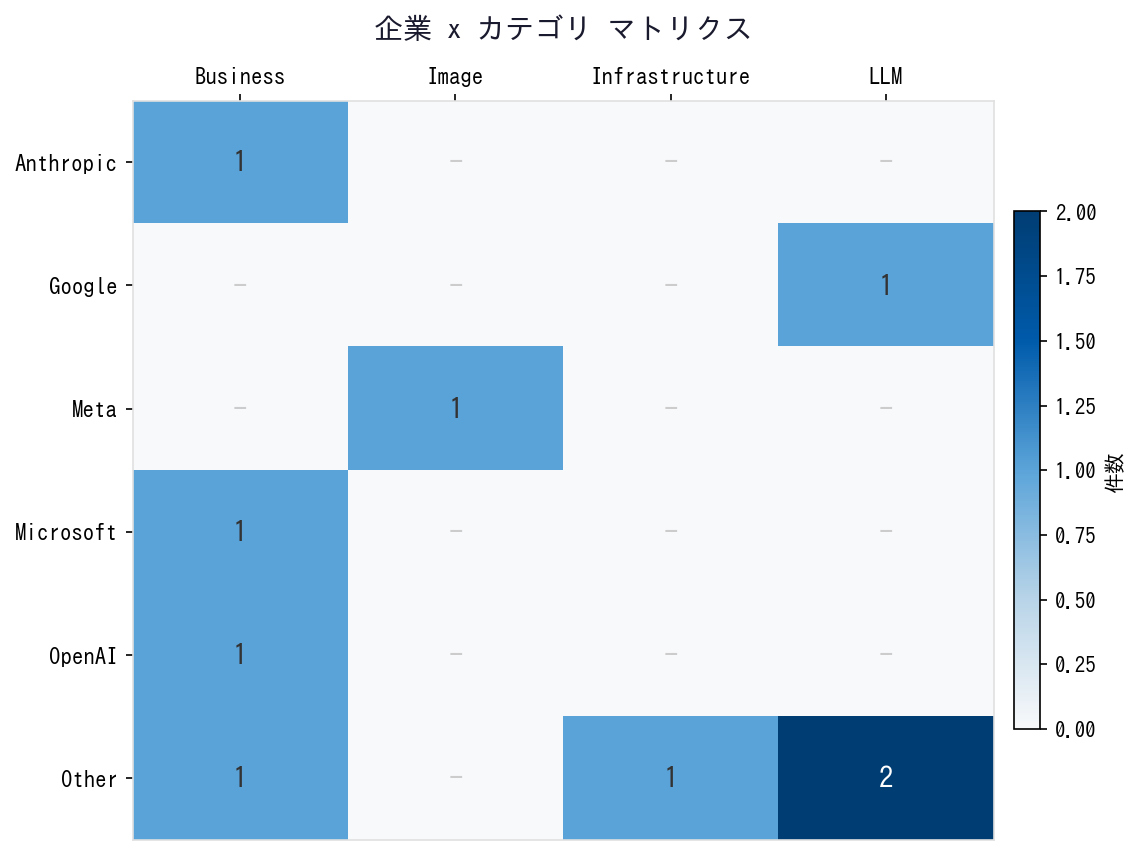 企業 x カテゴリ マトリクス
Business Image Infrastructure LLM
Anthropic 1 – – –
Google – – – 1
Meta – 1 – –
Microsoft 1 – – –
OpenAI 1 – – –
Other 1 – 1 2
2.00
1.75
1.50
1.25
1.00
0.75
0.50
0.25
0.00
件数